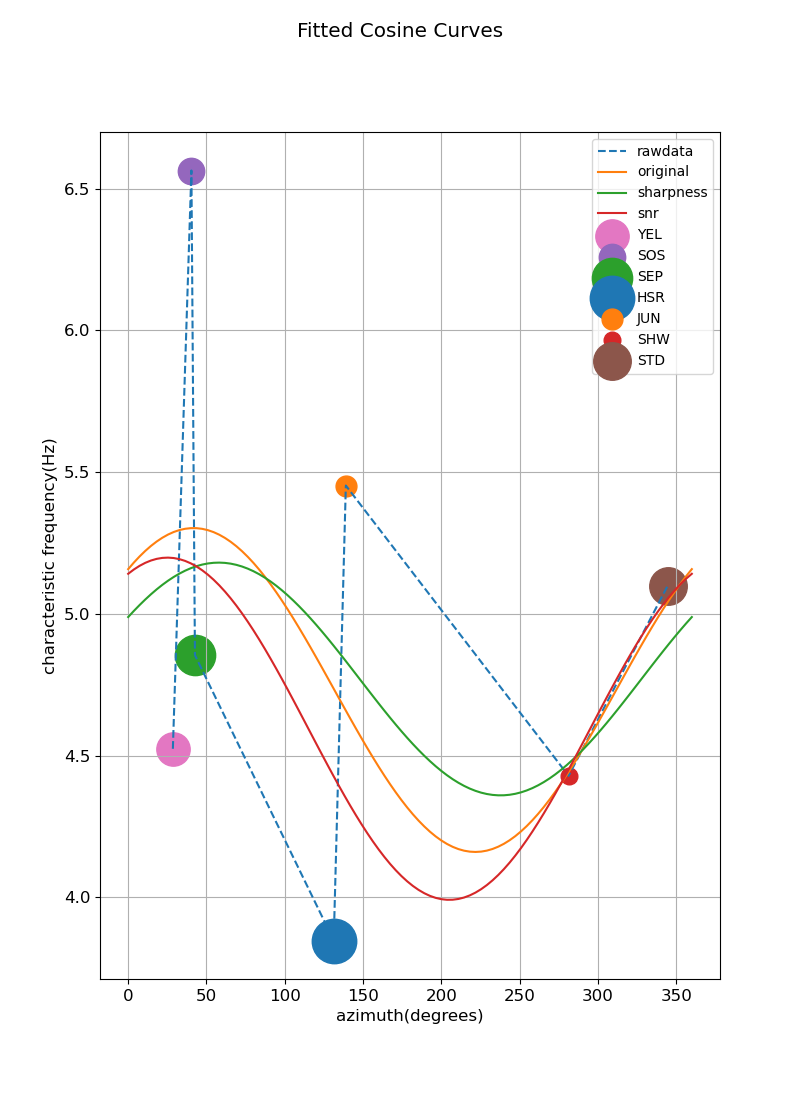 Fitted Cosine Curves
rawdata
original
sharpness
snr
YEL
SOS
SEP
HSR
JUN
SHW
STD
characteristic frequency(Hz)
6.5
6.0
5.5
5.0
4.5
4.0
0 50 100 150 200 250 300 350
azimuth(degrees)